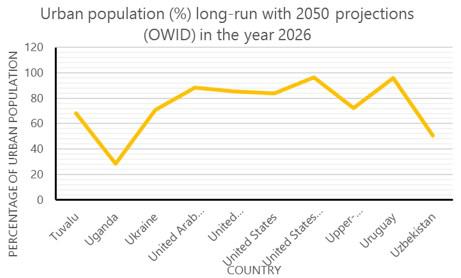 Urban population (%) long-run with 2050 projections
(OWID) in the year 2026
PERCENTAGE OF URBAN POPULATION
120
100
80
60
40
20
0
Tuvalu
Uganda
Ukraine
United Arab...
United...
United States
United States...
Upper-...
Uruguay
Uzbekistan
COUNTRY